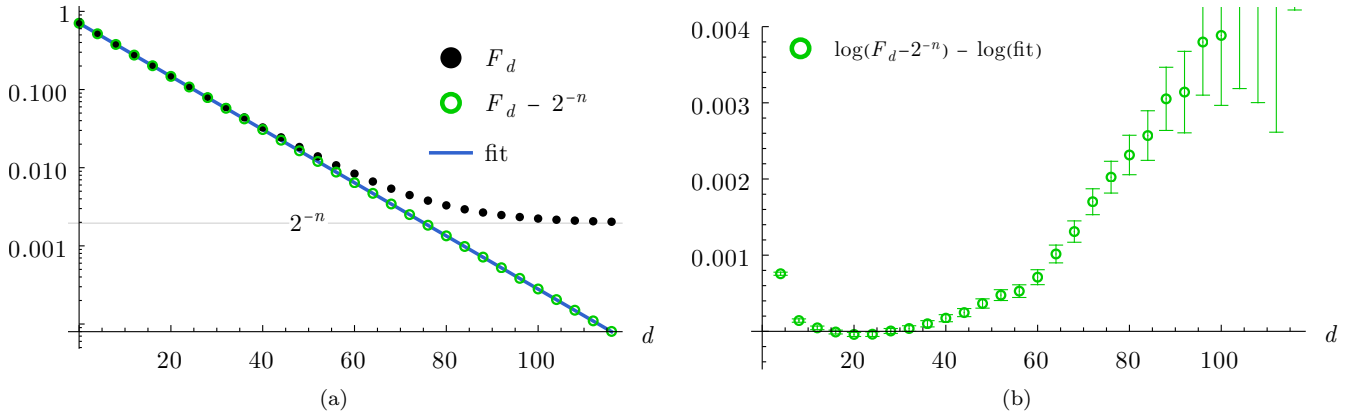 1
0.100
0.010
0.001
2⁻ⁿ
F_d
F_d − 2⁻ⁿ
fit
20 40 60 80 100
d
(a)
0.004
0.003
0.002
0.001
log(F_d−2⁻ⁿ) − log(fit)
20 40 60 80 100
d
(b)